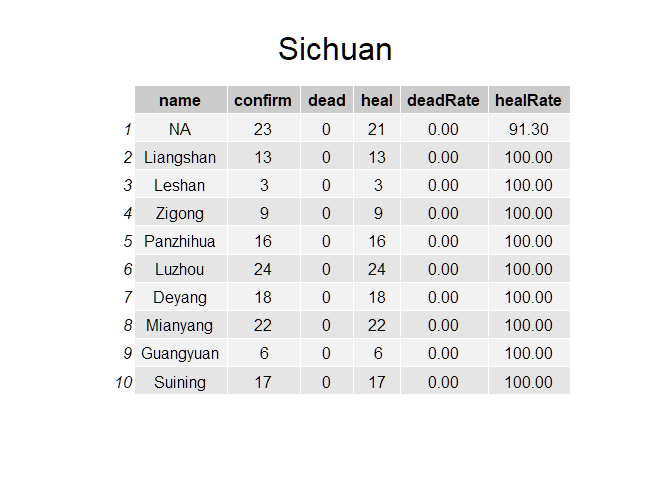 Sichuan
name confirm dead heal deadRate healRate
1 NA 23 0 21 0.00 91.30
2 Liangshan 13 0 13 0.00 100.00
3 Leshan 3 0 3 0.00 100.00
4 Zigong 9 0 9 0.00 100.00
5 Panzhihua 16 0 16 0.00 100.00
6 Luzhou 24 0 24 0.00 100.00
7 Deyang 18 0 18 0.00 100.00
8 Mianyang 22 0 22 0.00 100.00
9 Guangyuan 6 0 6 0.00 100.00
10 Suining 17 0 17 0.00 100.00